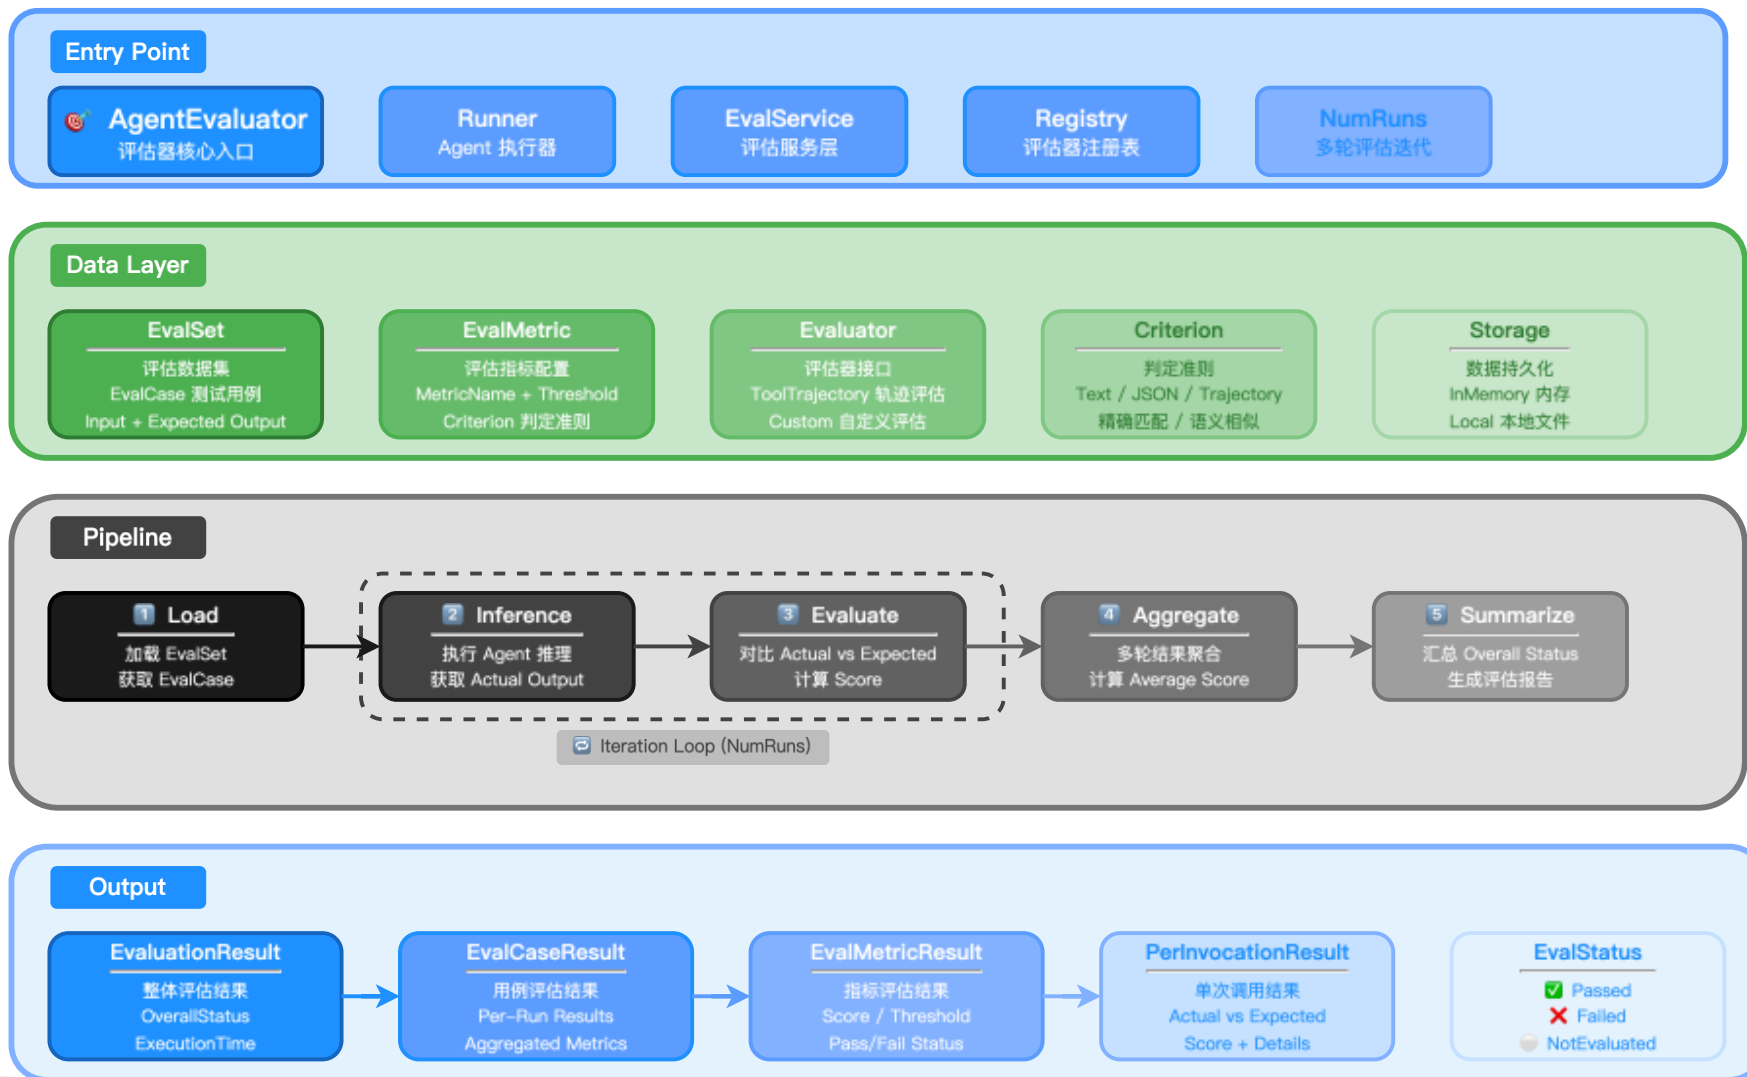 Entry Point
🎯 AgentEvaluator
评估器核心入口
Runner
Agent 执行器
EvalService
评估服务层
Registry
评估器注册表
NumRuns
多轮评估迭代
Data Layer
EvalSet
评估数据集
EvalCase 测试用例
Input + Expected Output
EvalMetric
评估指标配置
MetricName + Threshold
Criterion 判定准则
Evaluator
评估器接口
ToolTrajectory 轨迹评估
Custom 自定义评估
Criterion
判定准则
Text / JSON / Trajectory
精确匹配 / 语义相似
Storage
数据持久化
InMemory 内存
Local 本地文件
Pipeline
1️⃣ Load
加载 EvalSet
获取 EvalCase
2️⃣ Inference
执行 Agent 推理
获取 Actual Output
3️⃣ Evaluate
对比 Actual vs Expected
计算 Score
4️⃣ Aggregate
多轮结果聚合
计算 Average Score
5️⃣ Summarize
汇总 Overall Status
生成评估报告
🔁 Iteration Loop (NumRuns)
Output
EvaluationResult
整体评估结果
OverallStatus
ExecutionTime
EvalCaseResult
用例评估结果
Per-Run Results
Aggregated Metrics
EvalMetricResult
指标评估结果
Score / Threshold
Pass/Fail Status
PerInvocationResult
单次调用结果
Actual vs Expected
Score + Details
EvalStatus
✅ Passed
❌ Failed
⚪ NotEvaluated